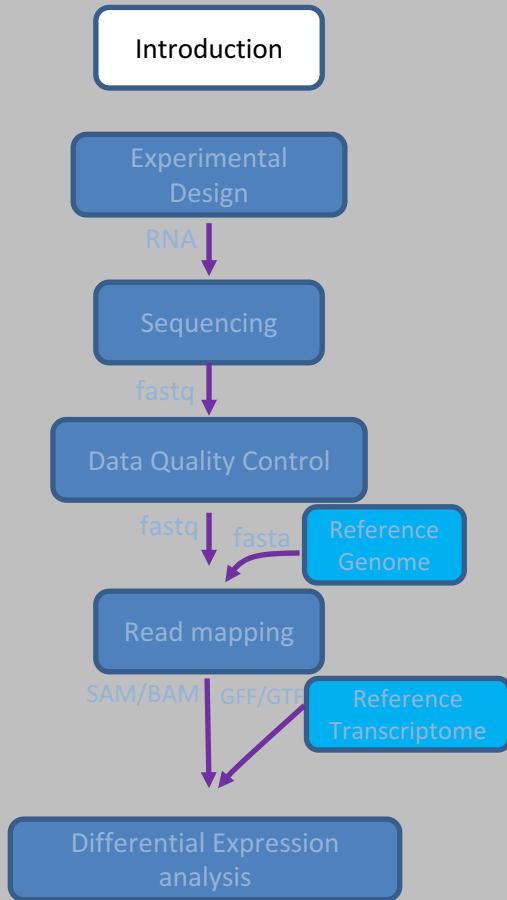 Introduction
Experimental
Design
RNA
Sequencing
fastq
Data Quality Control
fastq
fasta
Reference
Genome
Read mapping
SAM/BAM
GFF/GTF
Reference
Transcriptome
Differential Expression
analysis